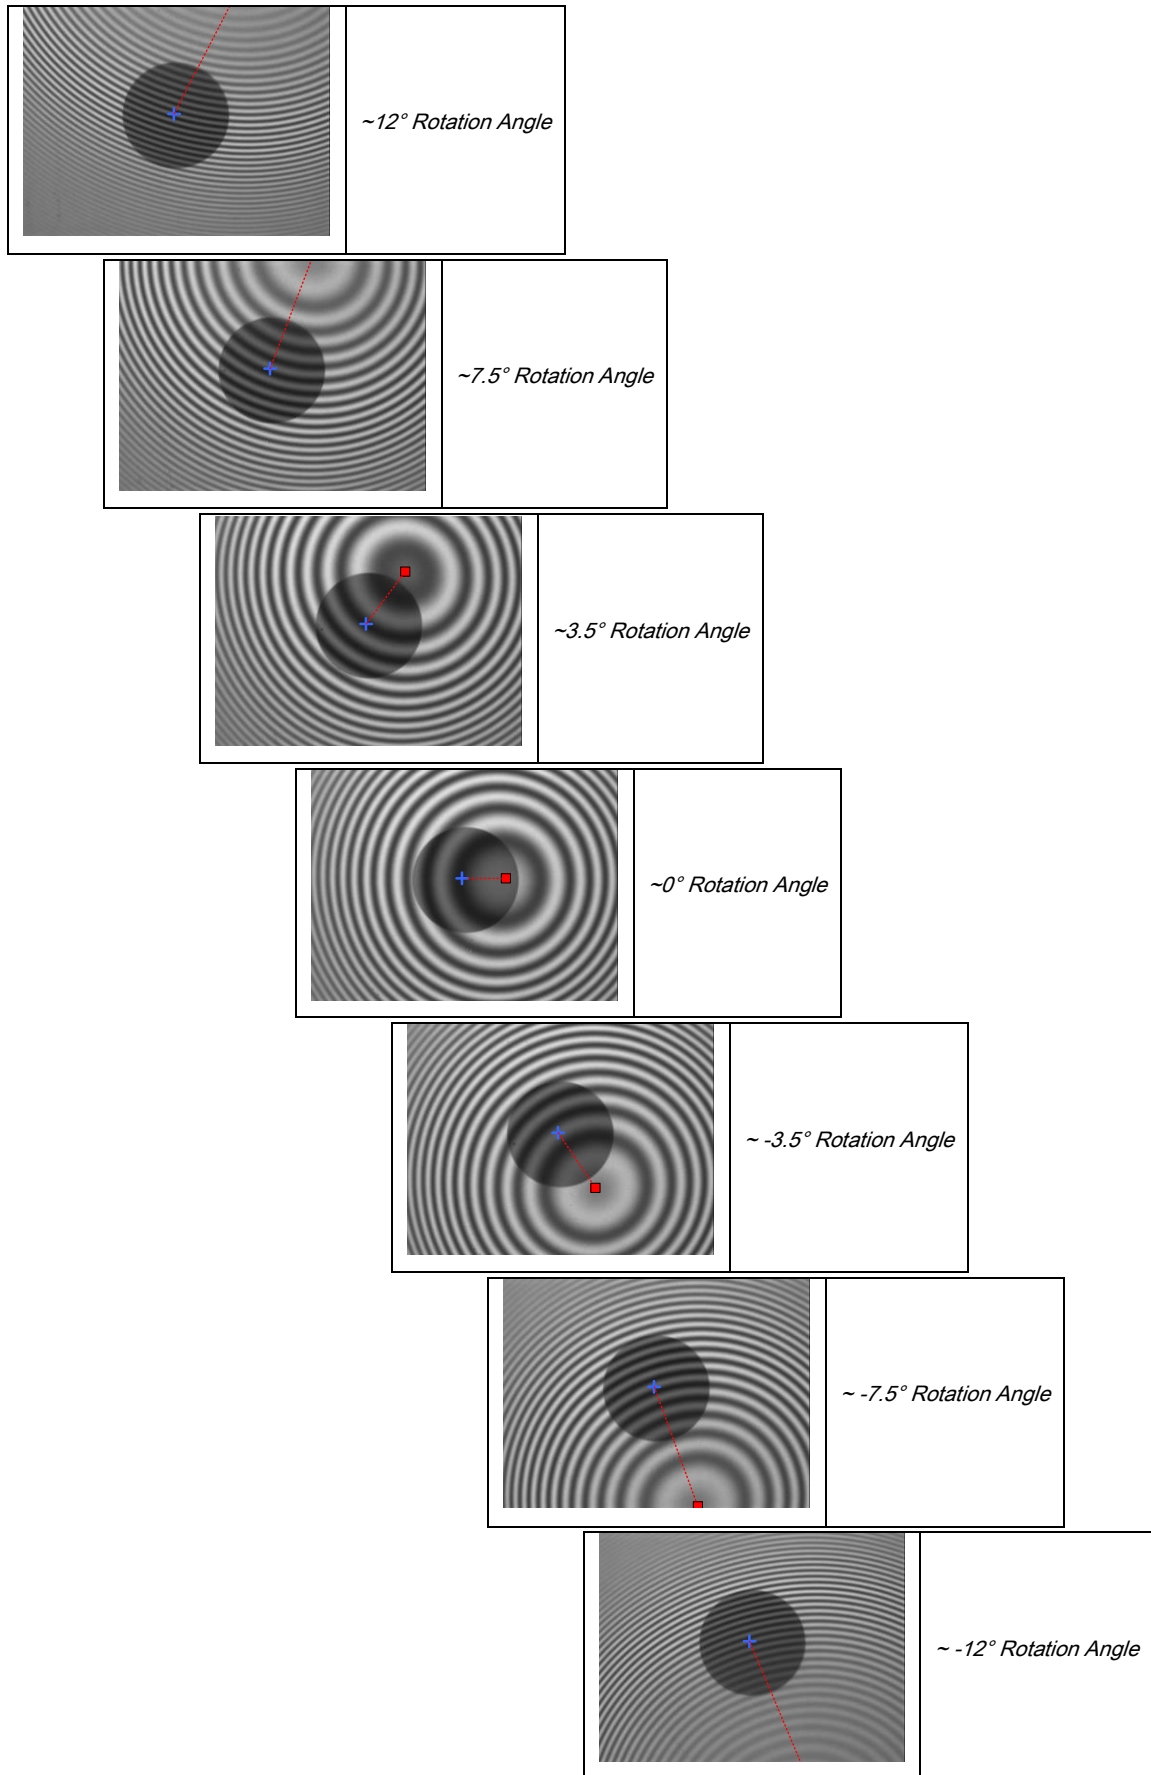 ~12° Rotation Angle
~7.5° Rotation Angle
~3.5° Rotation Angle
~0° Rotation Angle
~ -3.5° Rotation Angle
~ -7.5° Rotation Angle
~ -12° Rotation Angle